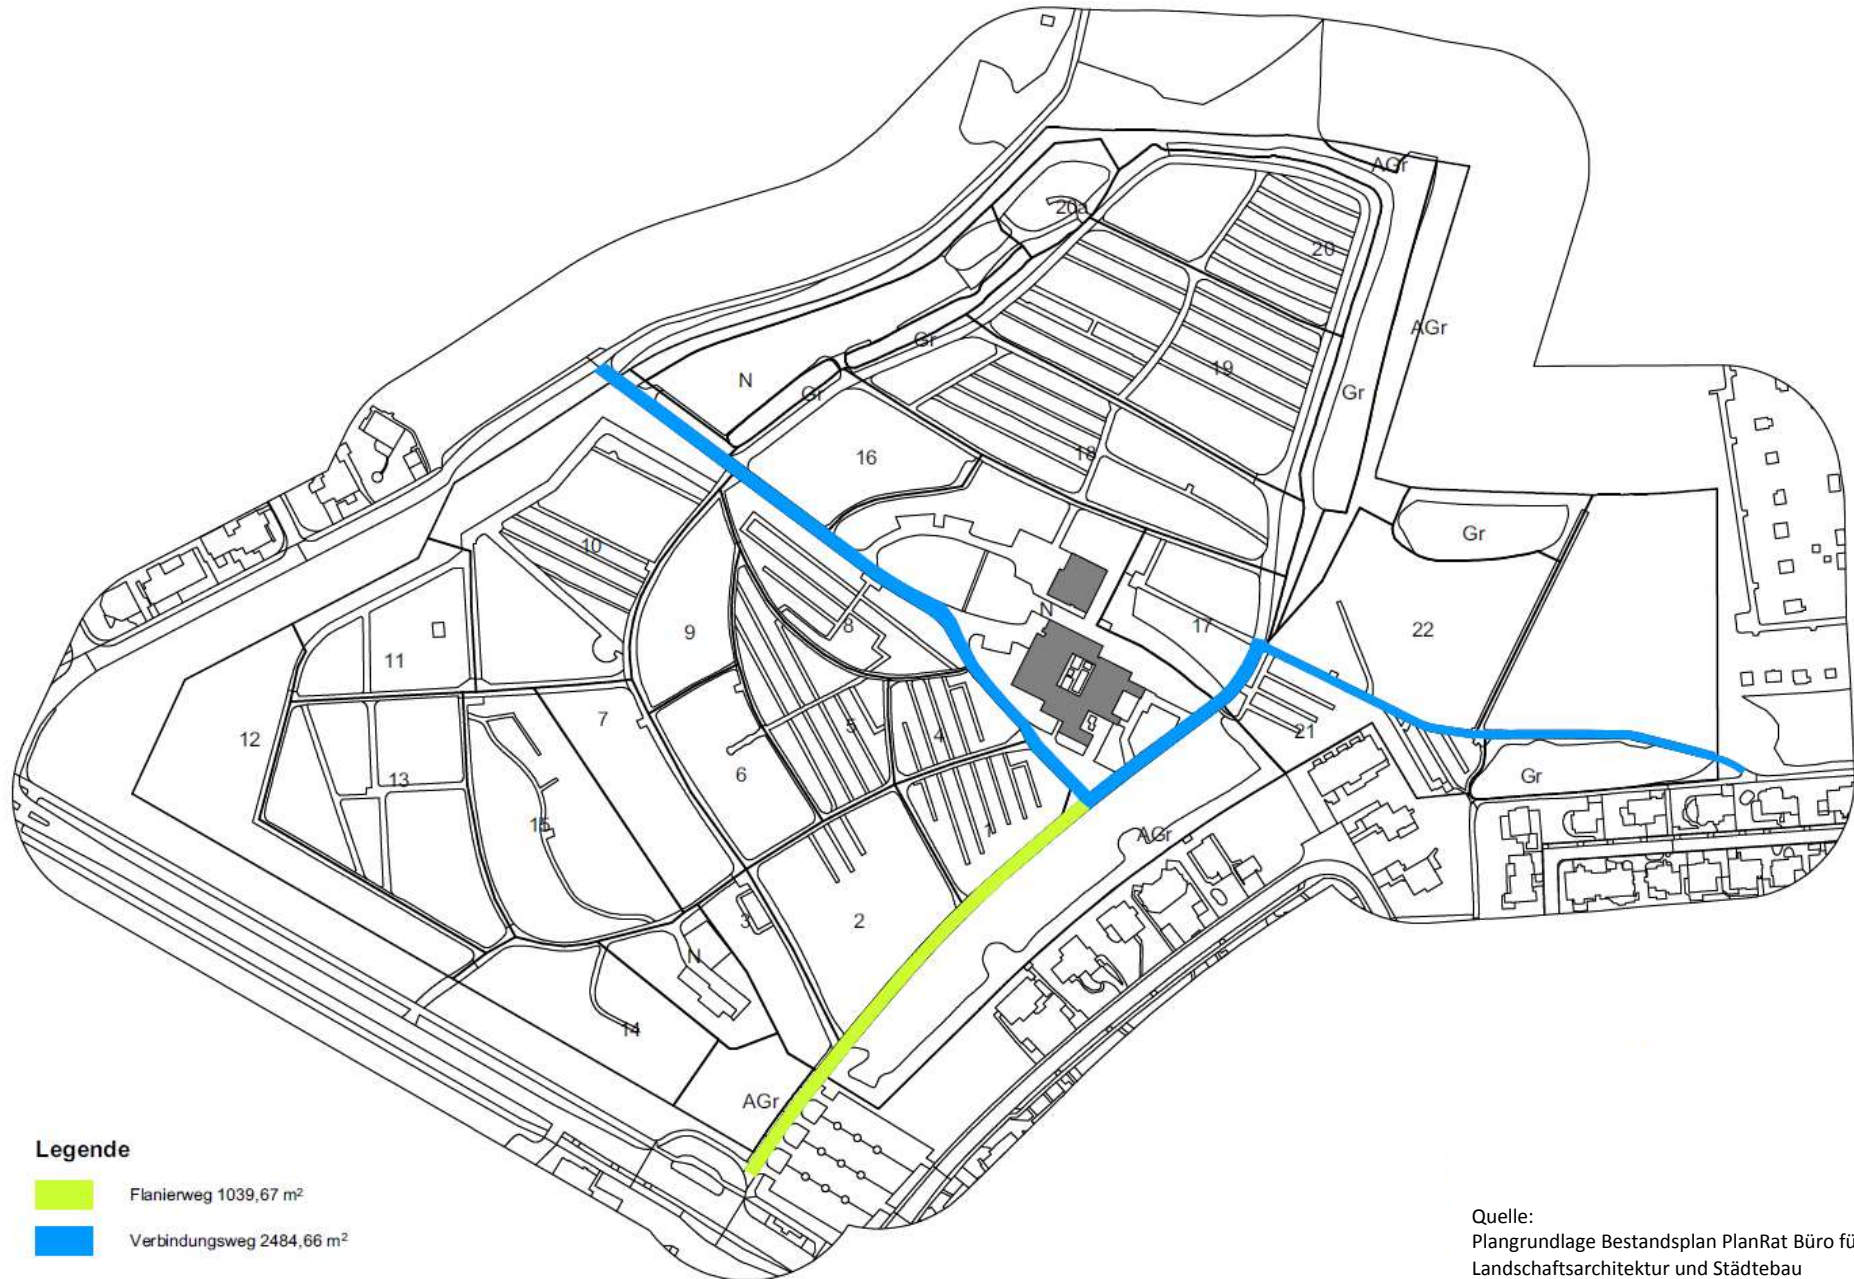 AGr
20a
20
AGr
Gr
19
N
Gr
Gr
16
18
Gr
10
N
9
8
17
22
11
7
12
5
4
21
6
13
Gr
15
1
AGr
2
3
N
14
AGr
Legende
Flanierweg 1039,67 m²
Verbindungsweg 2484,66 m²
Quelle:
Plangrundlage Bestandsplan PlanRat Büro fü
Landschaftsarchitektur und Städtebau